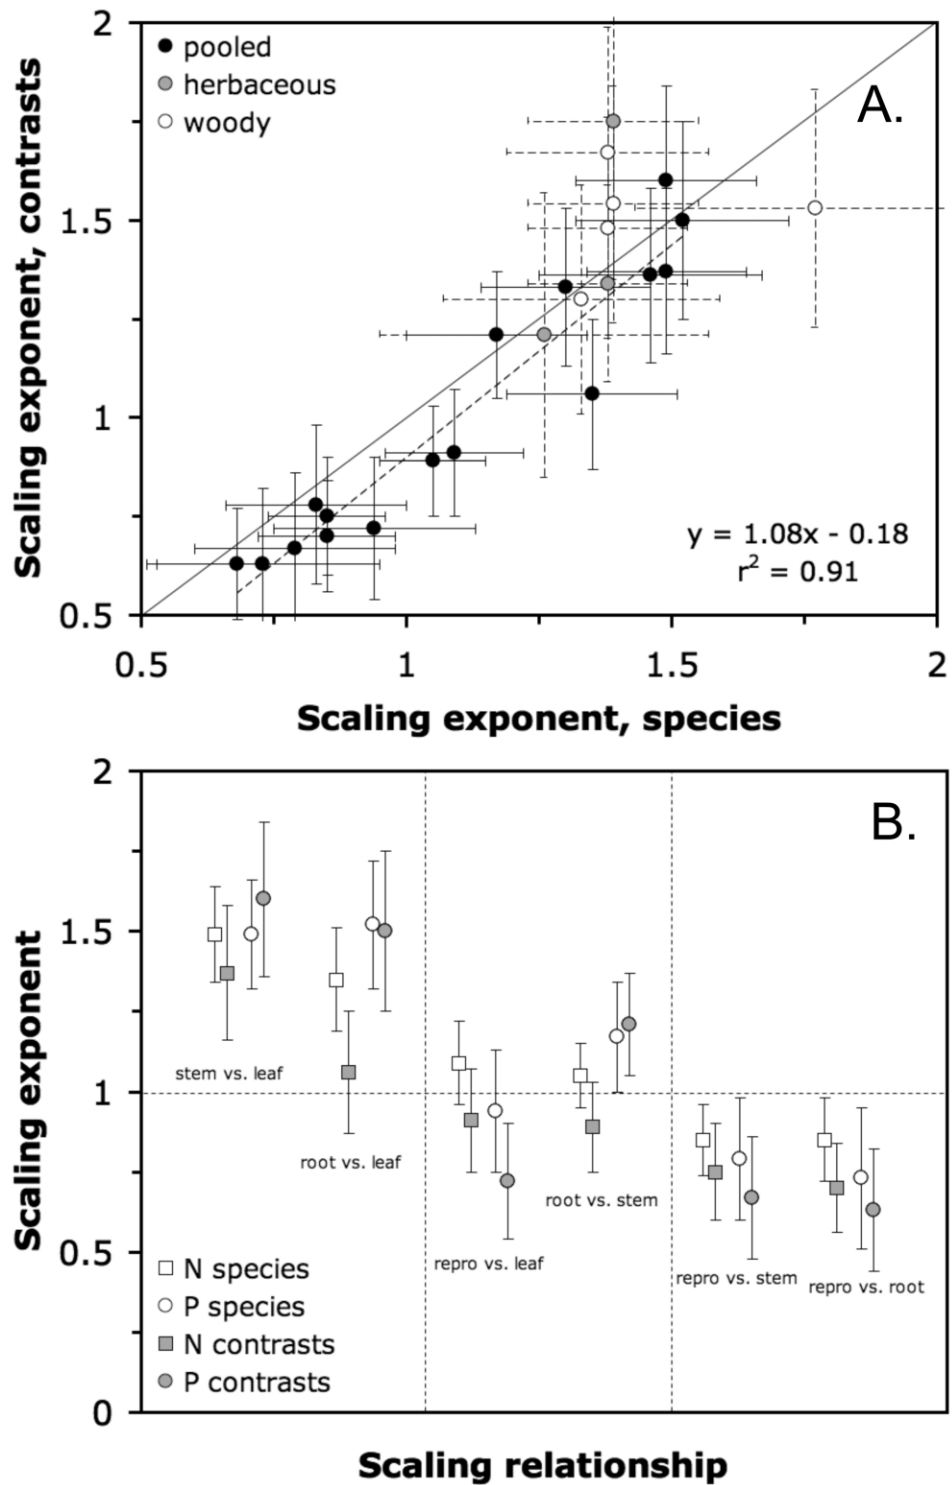 2
pooled
herbaceous
woody
A.
1.5
1
0.5
Scaling exponent, contrasts
y = 1.08x - 0.18
r² = 0.91
0.5 1 1.5 2
Scaling exponent, species
2
B.
1.5
1
0.5
0
Scaling exponent
stem vs. leaf
root vs. leaf
repro vs. leaf
root vs. stem
repro vs. stem
repro vs. root
N species
P species
N contrasts
P contrasts
Scaling relationship